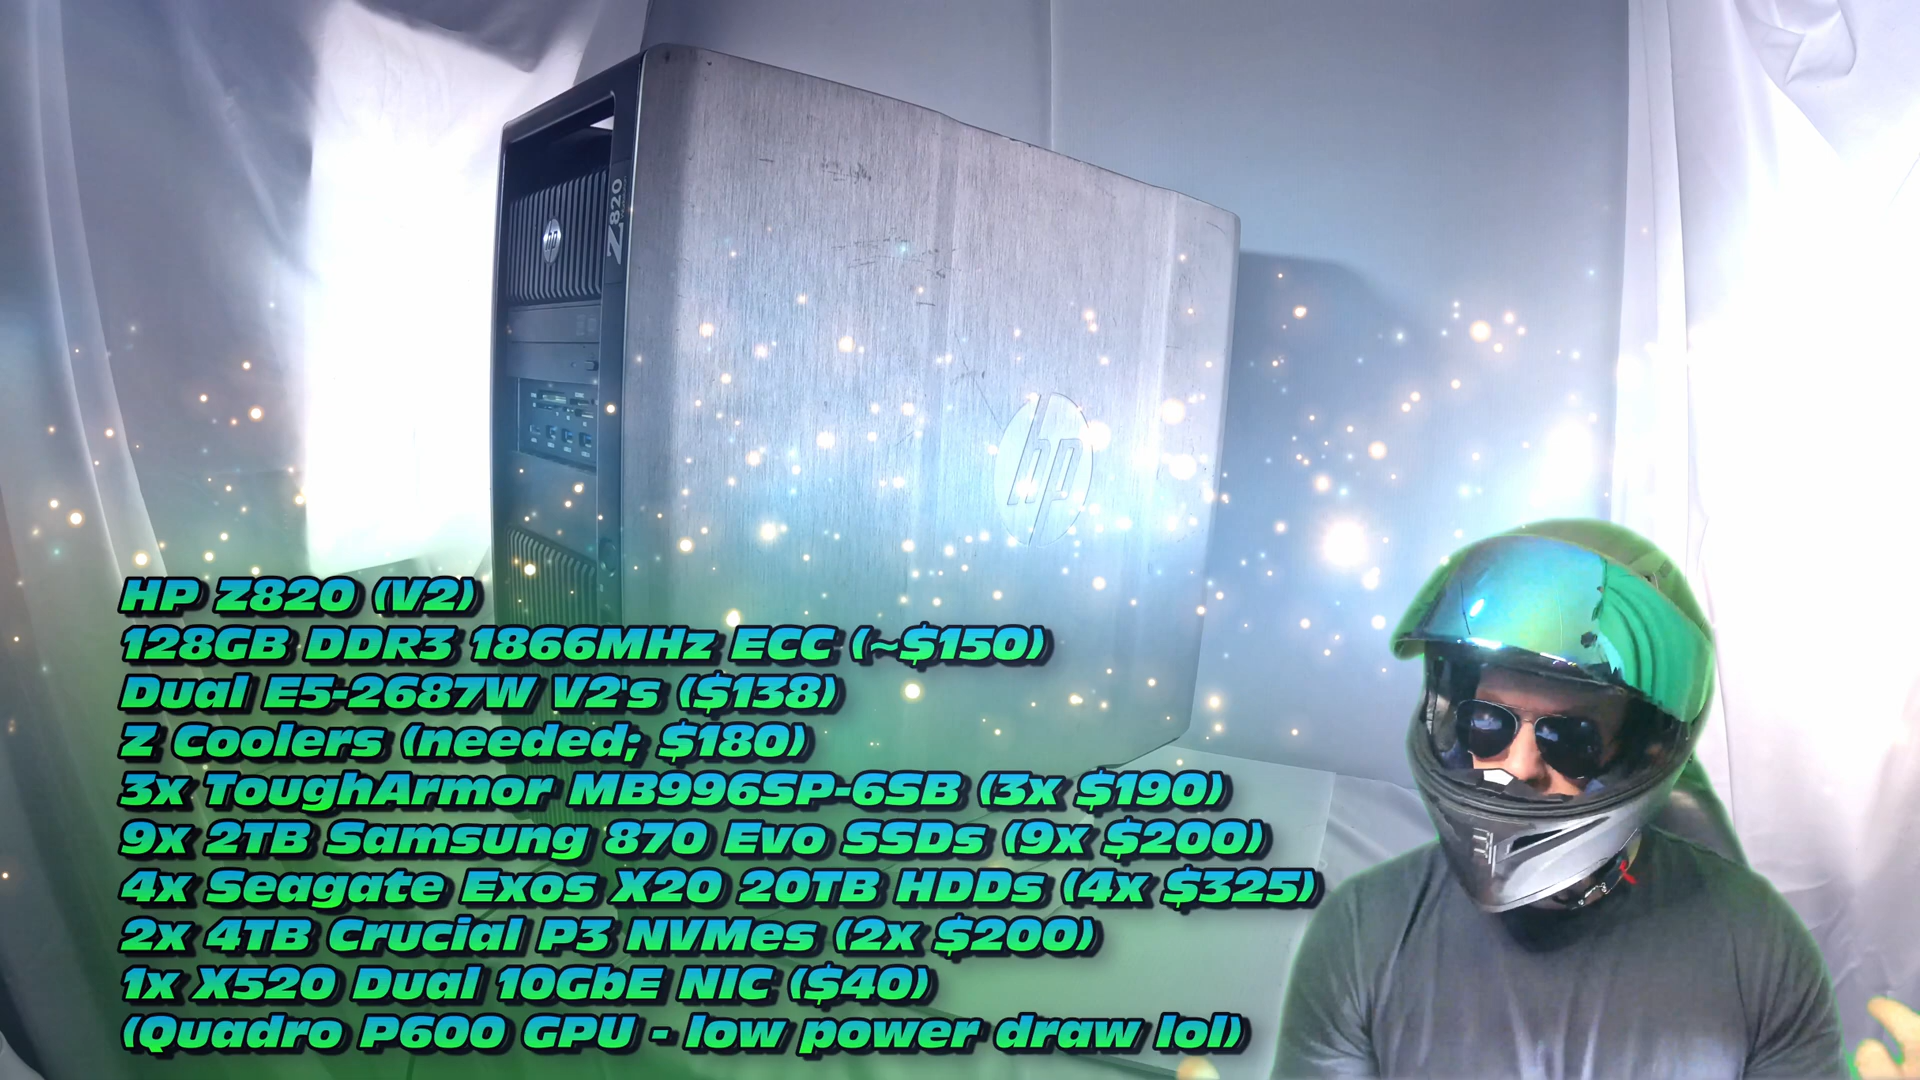 Z820
hp
hp
HP Z820 (V2)
128GB DDR3 1866MHz ECC (~$150)
Dual E5-2687W V2's ($138)
Z Coolers (needed; $180)
3x ToughArmor MB996SP-6SB (3x $190)
9x 2TB Samsung 870 Evo SSDs (9x $200)
4x Seagate Exos X20 20TB HDDs (4x $325)
2x 4TB Crucial P3 NVMes (2x $200)
1x X520 Dual 10GbE NIC ($40)
(Quadro P600 GPU - low power draw lol)